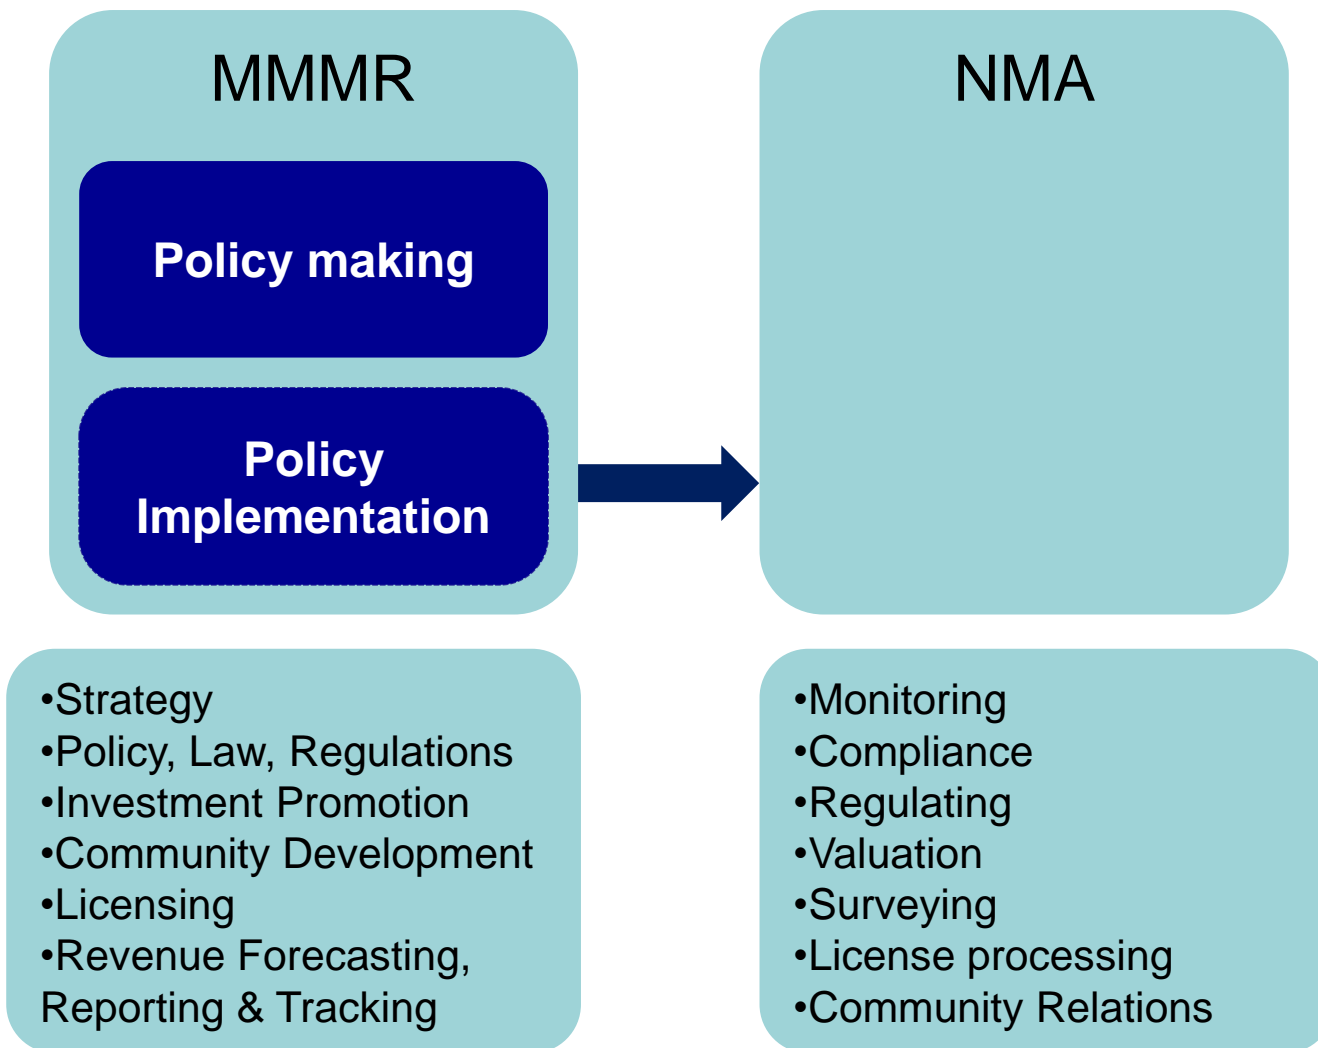 MMMR
Policy making
Policy
Implementation
•Strategy
•Policy, Law, Regulations
•Investment Promotion
•Community Development
•Licensing
•Revenue Forecasting,
Reporting & Tracking
NMA
•Monitoring
•Compliance
•Regulating
•Valuation
•Surveying
•License processing
•Community Relations